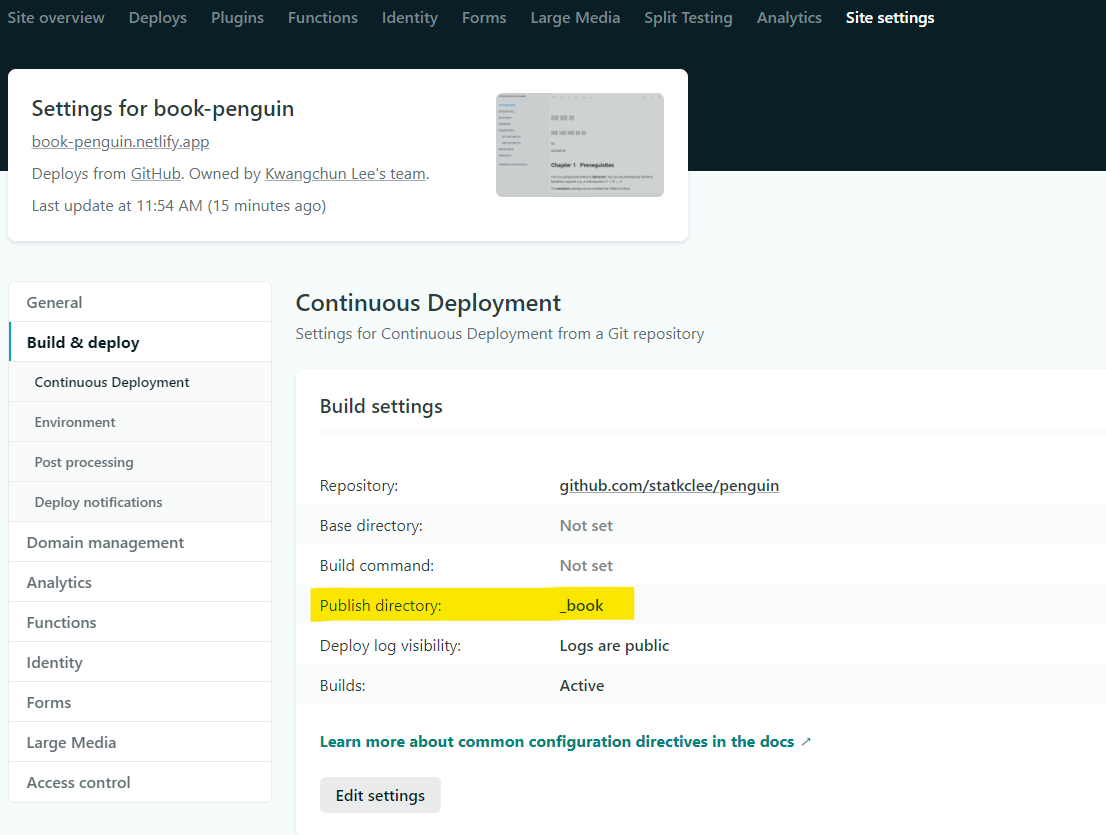 Site overview Deploys Plugins Functions Identity Forms Large Media Split Testing Analytics Site settings
Settings for book-penguin
book-penguin.netlify.app
Deploys from GitHub. Owned by Kwangchun Lee's team.
Last update at 11:54 AM (15 minutes ago)
Chapter 1 Prerequisites
General
Build & deploy
Continuous Deployment
Environment
Post processing
Deploy notifications
Domain management
Analytics
Functions
Identity
Forms
Large Media
Access control
Continuous Deployment
Settings for Continuous Deployment from a Git repository
Build settings
Repository: github.com/statkclee/penguin
Base directory: Not set
Build command: Not set
Publish directory: _book
Deploy log visibility: Logs are public
Builds: Active
Learn more about common configuration directives in the docs ↗
Edit settings